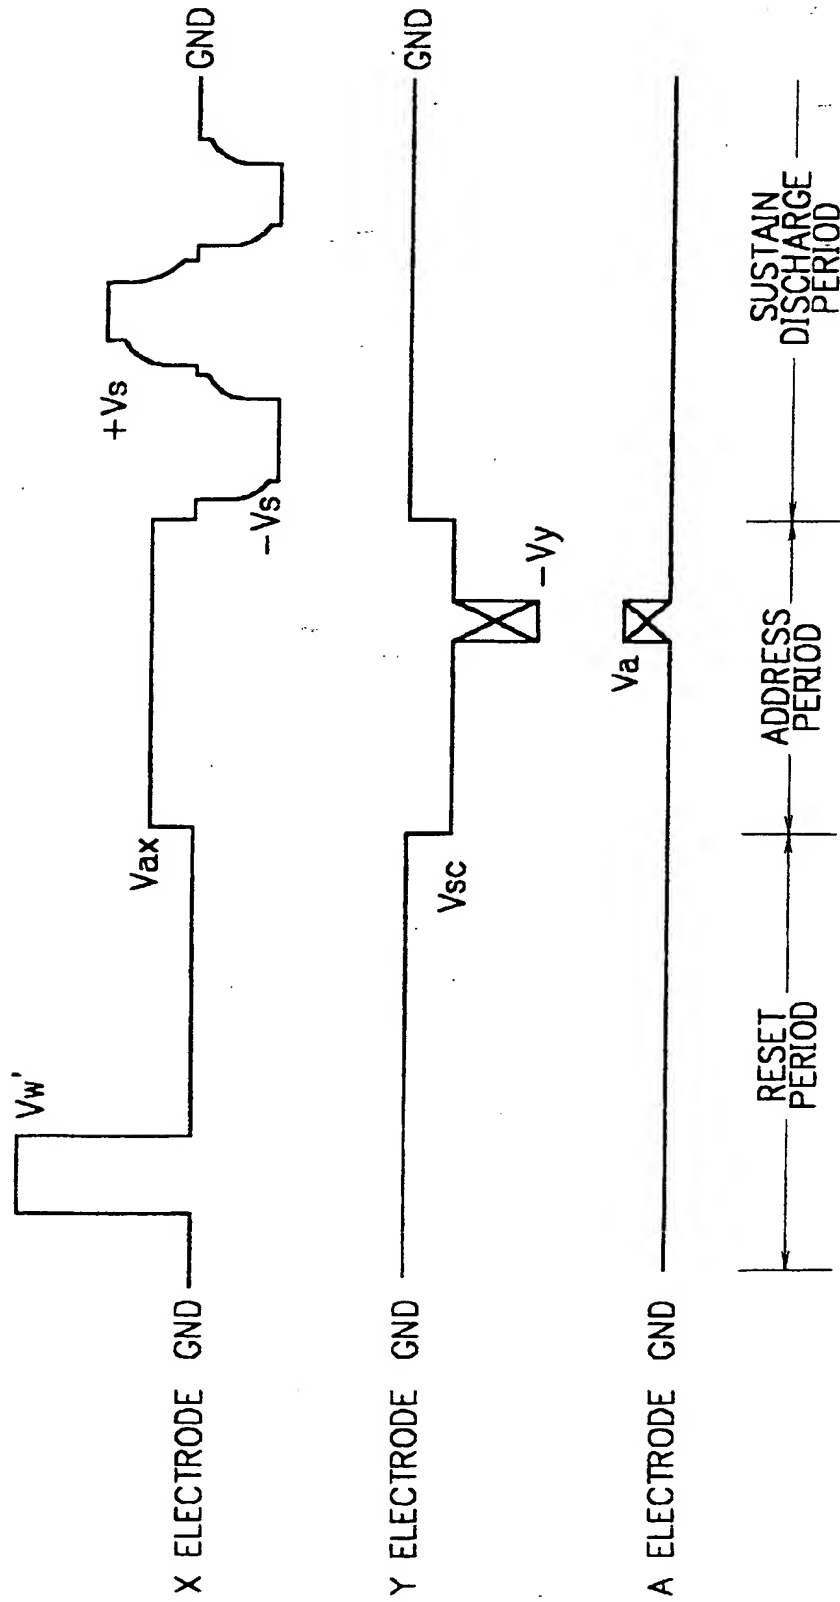 X ELECTRODE GND
Vw'
Vax
+Vs
-Vs
GND
Y ELECTRODE GND
Vsc
-Vy
GND
A ELECTRODE GND
Va
RESET
PERIOD
ADDRESS
PERIOD
SUSTAIN
DISCHARGE
PERIOD